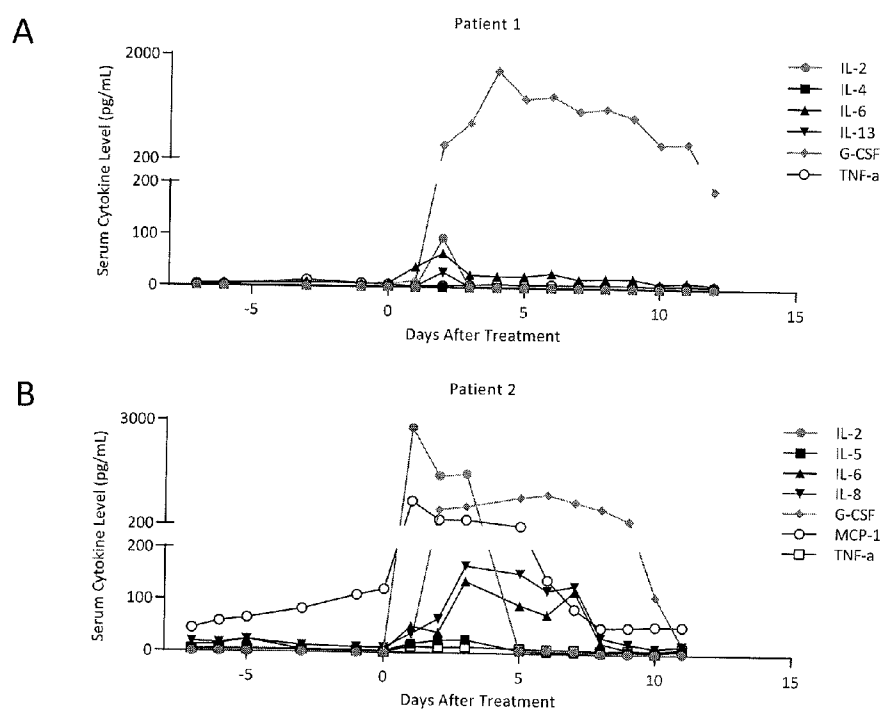 A
Patient 1
Serum Cytokine Level (pg/mL)
2000
200
200
100
0
-5
0
5
10
15
Days After Treatment
IL-2
IL-4
IL-6
IL-13
G-CSF
TNF-a
B
Patient 2
Serum Cytokine Level (pg/mL)
3000
200
200
100
0
-5
0
5
10
15
Days After Treatment
IL-2
IL-5
IL-6
IL-8
G-CSF
MCP-1
TNF-a